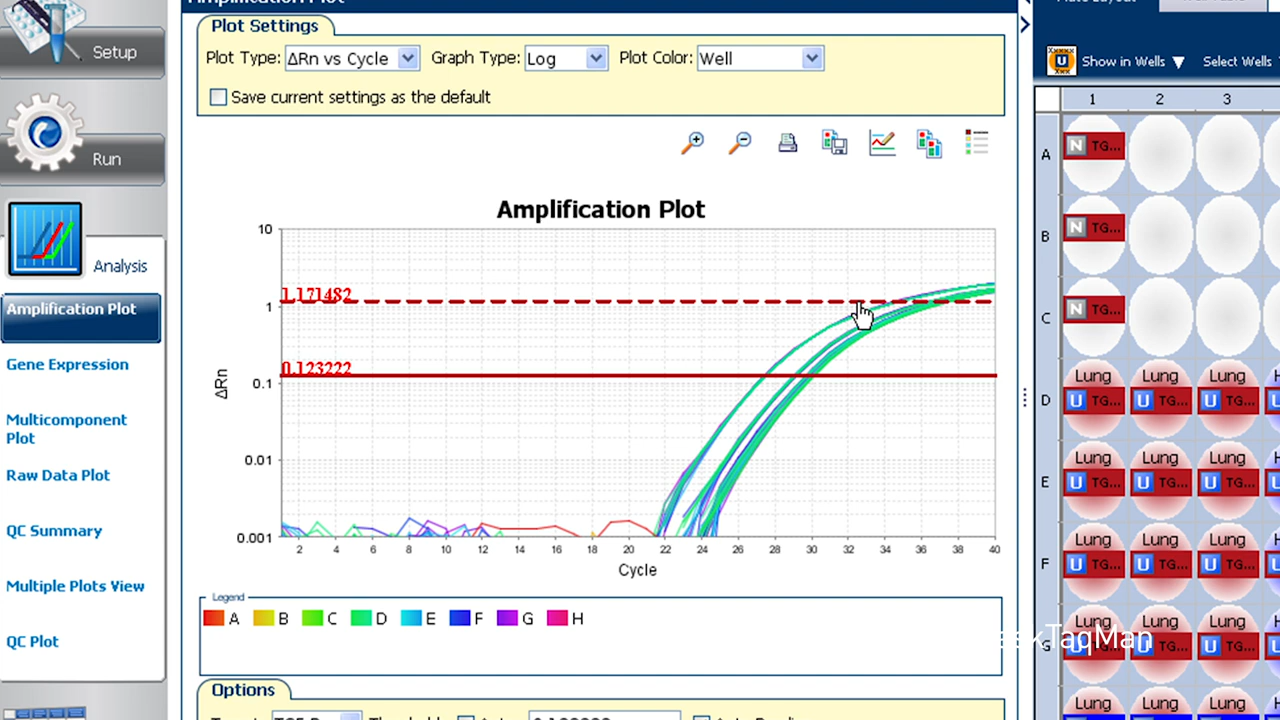 Setup
Run
Analysis
Amplification Plot
Gene Expression
Multicomponent
Plot
Raw Data Plot
QC Summary
Multiple Plots View
QC Plot
Plot Settings
Plot Type: ΔRn vs Cycle Graph Type: Log Plot Color: Well
Save current settings as the default
Amplification Plot
10
1
0.1
0.01
0.001
ΔRn
1.171482
0.123222
2 4 6 8 10 12 14 16 18 20 22 24 26 28 30 32 34 36 38 40
Cycle
Legend
A B C D E F G H
Options
Show in Wells ▼ Select Wells
1 2 3
A N TG...
B N TG...
C N TG...
Lung Lung Lung
D U TG... U TG... U TG...
Lung Lung Lung
E U TG... U TG... U TG...
Lung Lung Lung
F U TG... U TG... U TG...
Lung Lung Lung
G U TG... U TG... U TG...
Lung Lung Lung